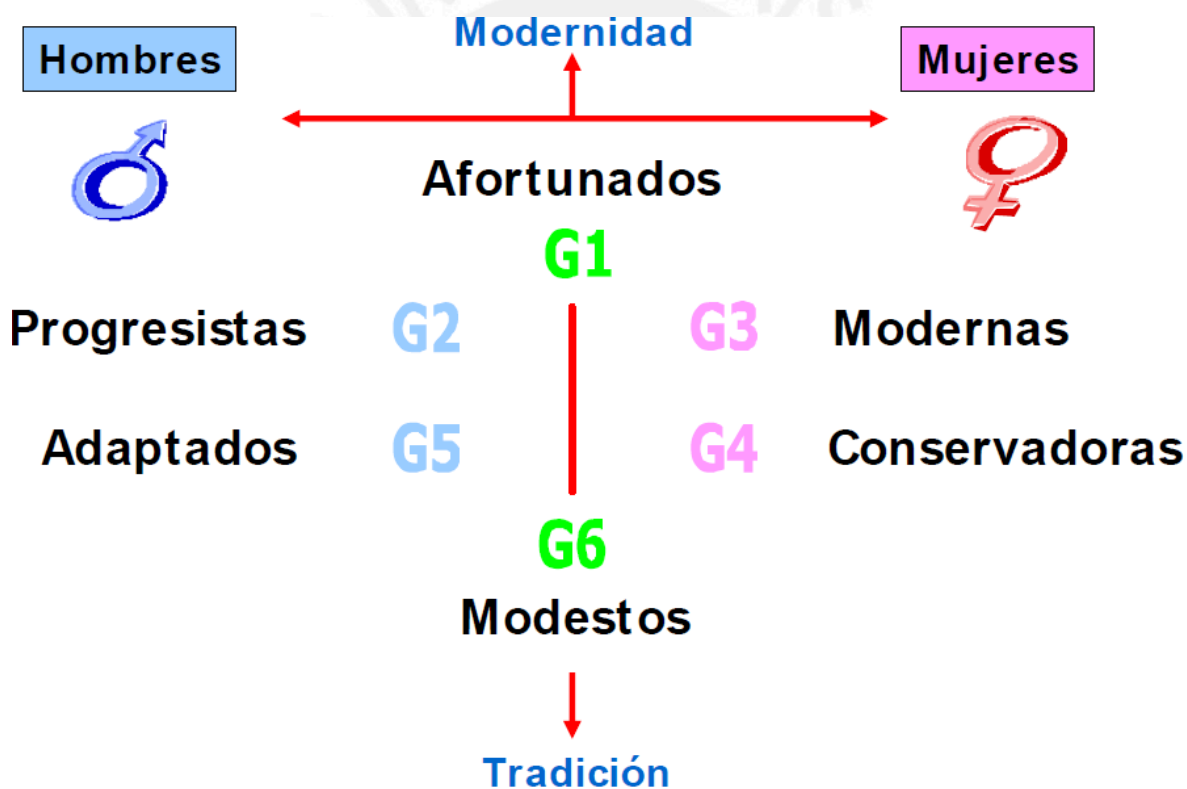 Modernidad
Hombres
Mujeres
Afortunados
G1
Progresistas G2 G3 Modernas
Adaptados G5 G4 Conservadoras
G6
Modestos
Tradición